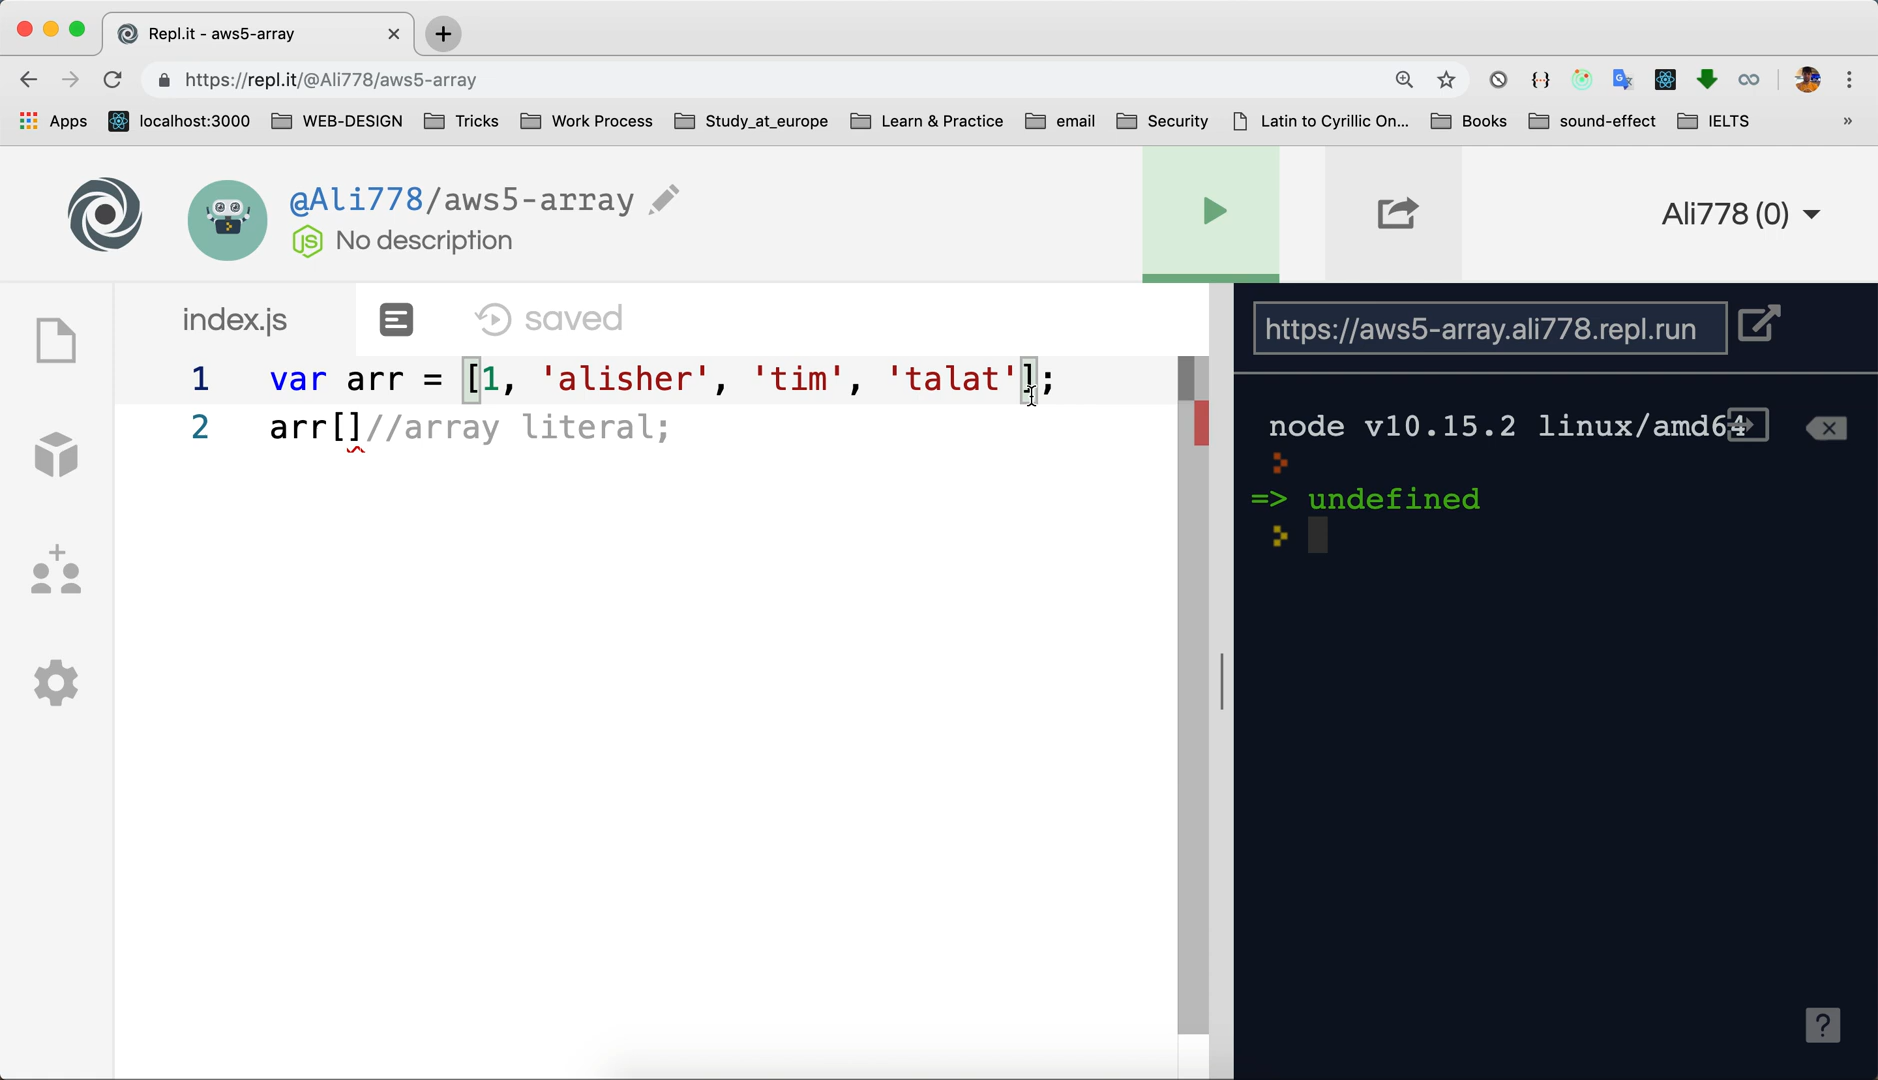 Repl.it - aws5-array
https://repl.it/@Ali778/aws5-array
Apps localhost:3000 WEB-DESIGN Tricks Work Process Study_at_europe Learn & Practice email Security Latin to Cyrillic On... Books sound-effect IELTS »
@Ali778/aws5-array
No description
Ali778 (0)
index.js saved
https://aws5-array.ali778.repl.run
1 var arr = [1, 'alisher', 'tim', 'talat'];
2 arr[]//array literal;
node v10.15.2 linux/amd64
=> undefined
?